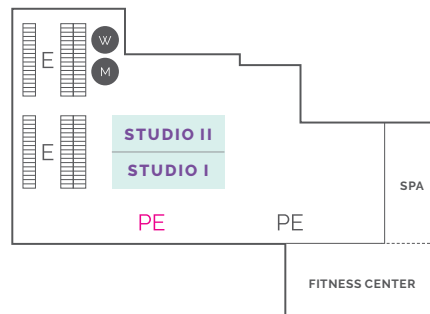 W
E
M
STUDIO II
E
STUDIO I
SPA
PE
PE
FITNESS CENTER